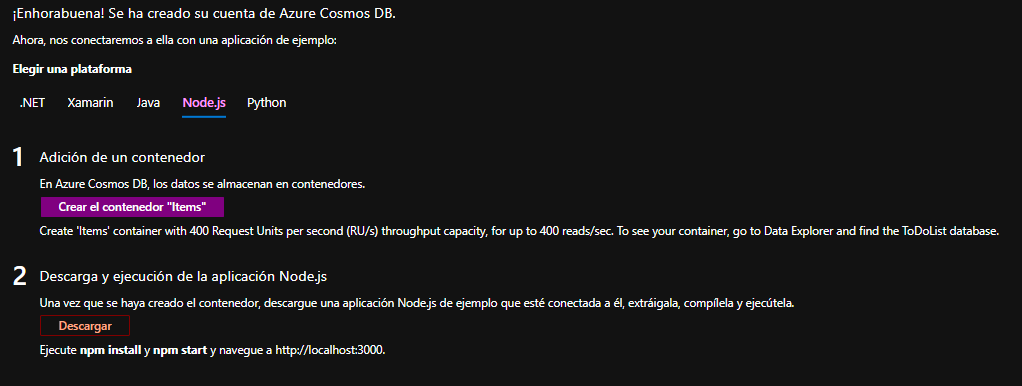 ¡Enhorabuena! Se ha creado su cuenta de Azure Cosmos DB.
Ahora, nos conectaremos a ella con una aplicación de ejemplo:
Elegir una plataforma
.NET Xamarin Java Node.js Python
1 Adición de un contenedor
En Azure Cosmos DB, los datos se almacenan en contenedores.
Crear el contenedor "Items"
Create 'Items' container with 400 Request Units per second (RU/s) throughput capacity, for up to 400 reads/sec. To see your container, go to Data Explorer and find the ToDoList database.
2 Descarga y ejecución de la aplicación Node.js
Una vez que se haya creado el contenedor, descargue una aplicación Node.js de ejemplo que esté conectada a él, extráigala, compílela y ejecútela.
Descargar
Ejecute npm install y npm start y navegue a http://localhost:3000.